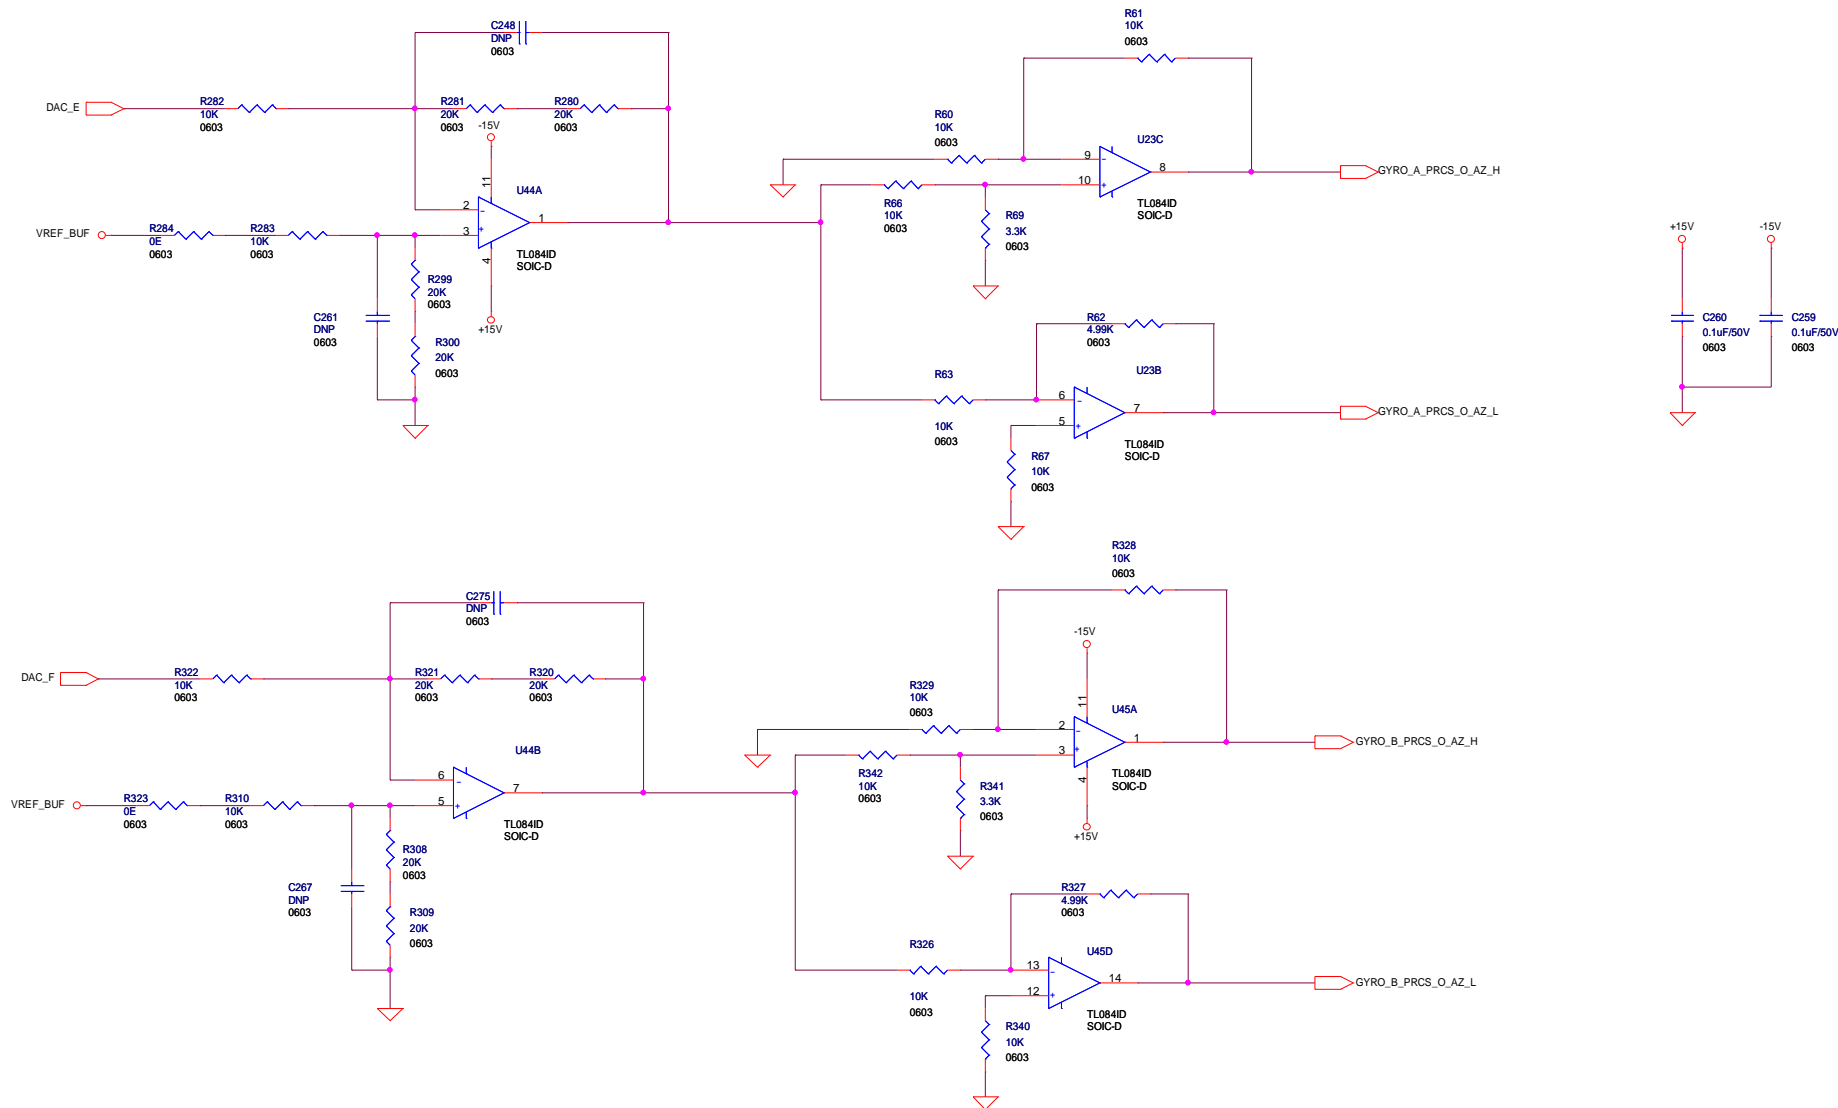 C248
DNP
0603
DAC_E
R282
10K
0603
R281
20K
0603
R280
20K
0603
-15V
11
U44A
2
-
1
+
3
4
TL084ID
SOIC-D
+15V
VREF_BUF
R284
0E
0603
R283
10K
0603
R299
20K
0603
C261
DNP
0603
R300
20K
0603
R61
10K
0603
R60
10K
0603
U23C
9
-
8
10
+
TL084ID
SOIC-D
GYRO_A_PRCS_O_AZ_H
R66
10K
0603
R69
3.3K
0603
R62
4.99K
0603
R63
10K
0603
U23B
6
-
7
5
+
TL084ID
SOIC-D
GYRO_A_PRCS_O_AZ_L
R67
10K
0603
+15V
-15V
C260
0.1uF/50V
0603
C259
0.1uF/50V
0603
C275
DNP
0603
DAC_F
R322
10K
0603
R321
20K
0603
R320
20K
0603
U44B
6
-
7
5
+
TL084ID
SOIC-D
VREF_BUF
R323
0E
0603
R310
10K
0603
R308
20K
0603
C267
DNP
0603
R309
20K
0603
R328
10K
0603
-15V
R329
10K
0603
11
U45A
2
-
1
3
+
4
TL084ID
SOIC-D
+15V
GYRO_B_PRCS_O_AZ_H
R342
10K
0603
R341
3.3K
0603
R327
4.99K
0603
R326
10K
0603
U45D
13
-
14
12
+
TL084ID
SOIC-D
GYRO_B_PRCS_O_AZ_L
R340
10K
0603